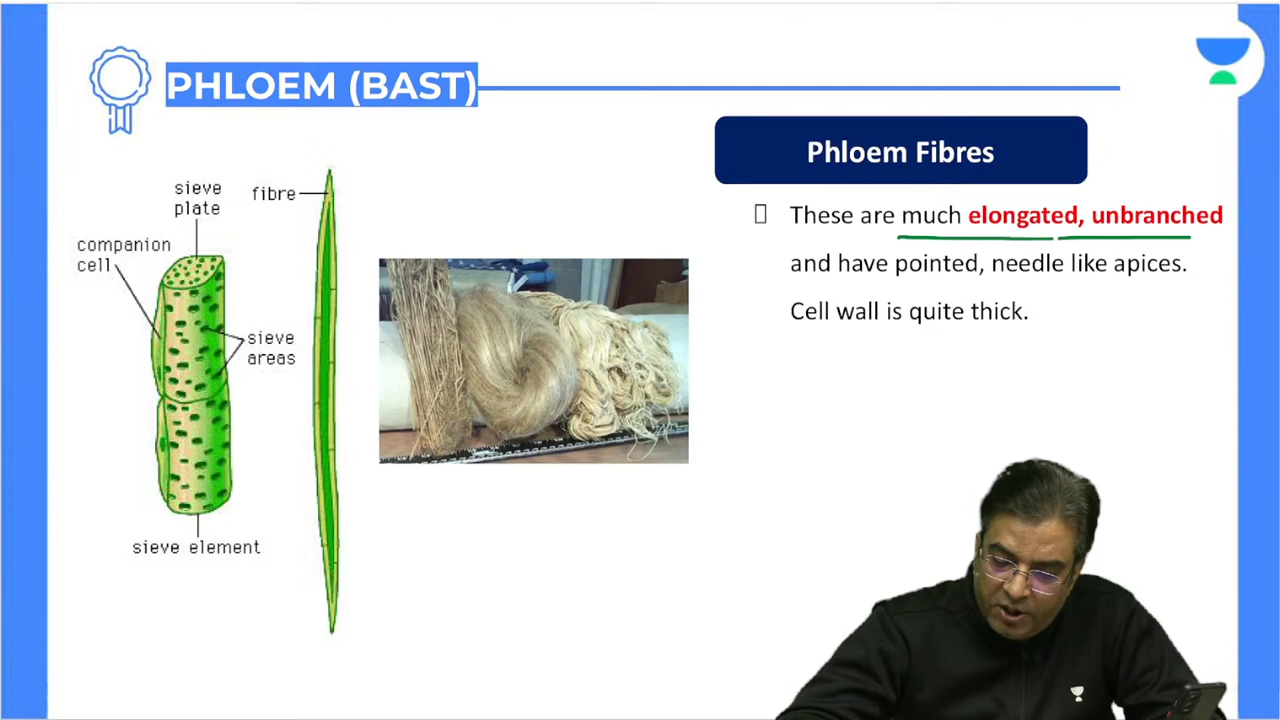 PHLOEM (BAST)
Phloem Fibres
These are much elongated, unbranched
and have pointed, needle like apices.
Cell wall is quite thick.
sieve
plate
fibre
companion
cell
sieve
areas
sieve element